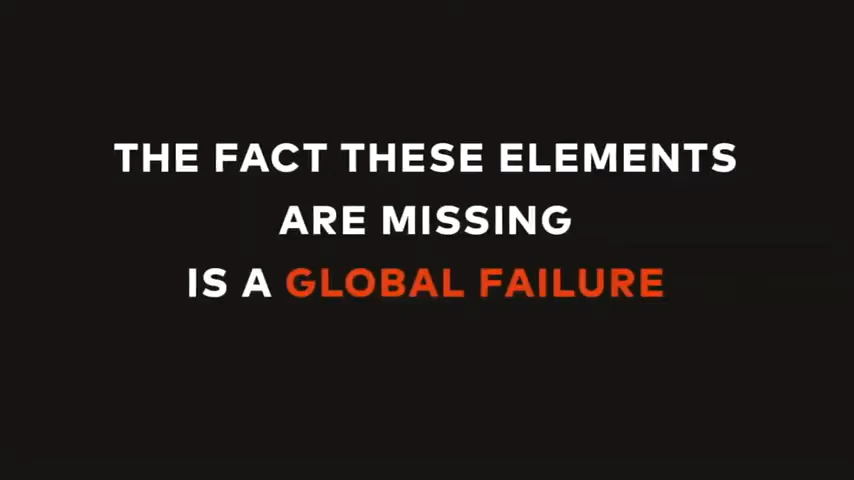 THE FACT THESE ELEMENTS
ARE MISSING
IS A GLOBAL FAILURE